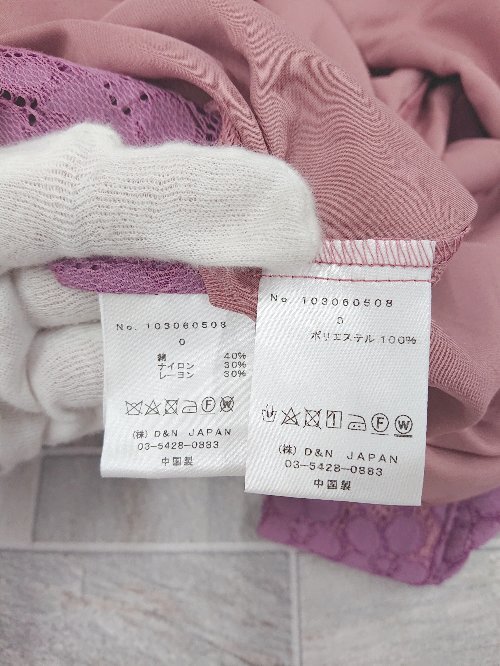 No. 103060508
0
綿 40%
ナイロン 30%
レーヨン 30%
(株) D&N JAPAN
03-5428-0883
中国製
No. 103060508
0
ポリエステル 100%
(株) D&N JAPAN
03-5428-0883
中国製